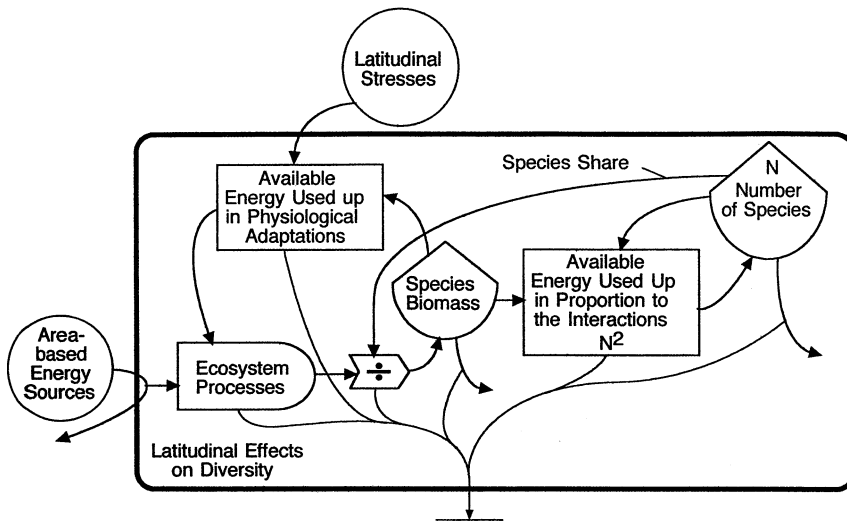 Latitudinal
Stresses
Species Share
N
Number
of Species
Available
Energy Used up
in Physiological
Adaptations
Species
Biomass
Available
Energy Used Up
in Proportion to
the Interactions
N²
Area-
based
Energy
Sources
Ecosystem
Processes
÷
Latitudinal Effects
on Diversity